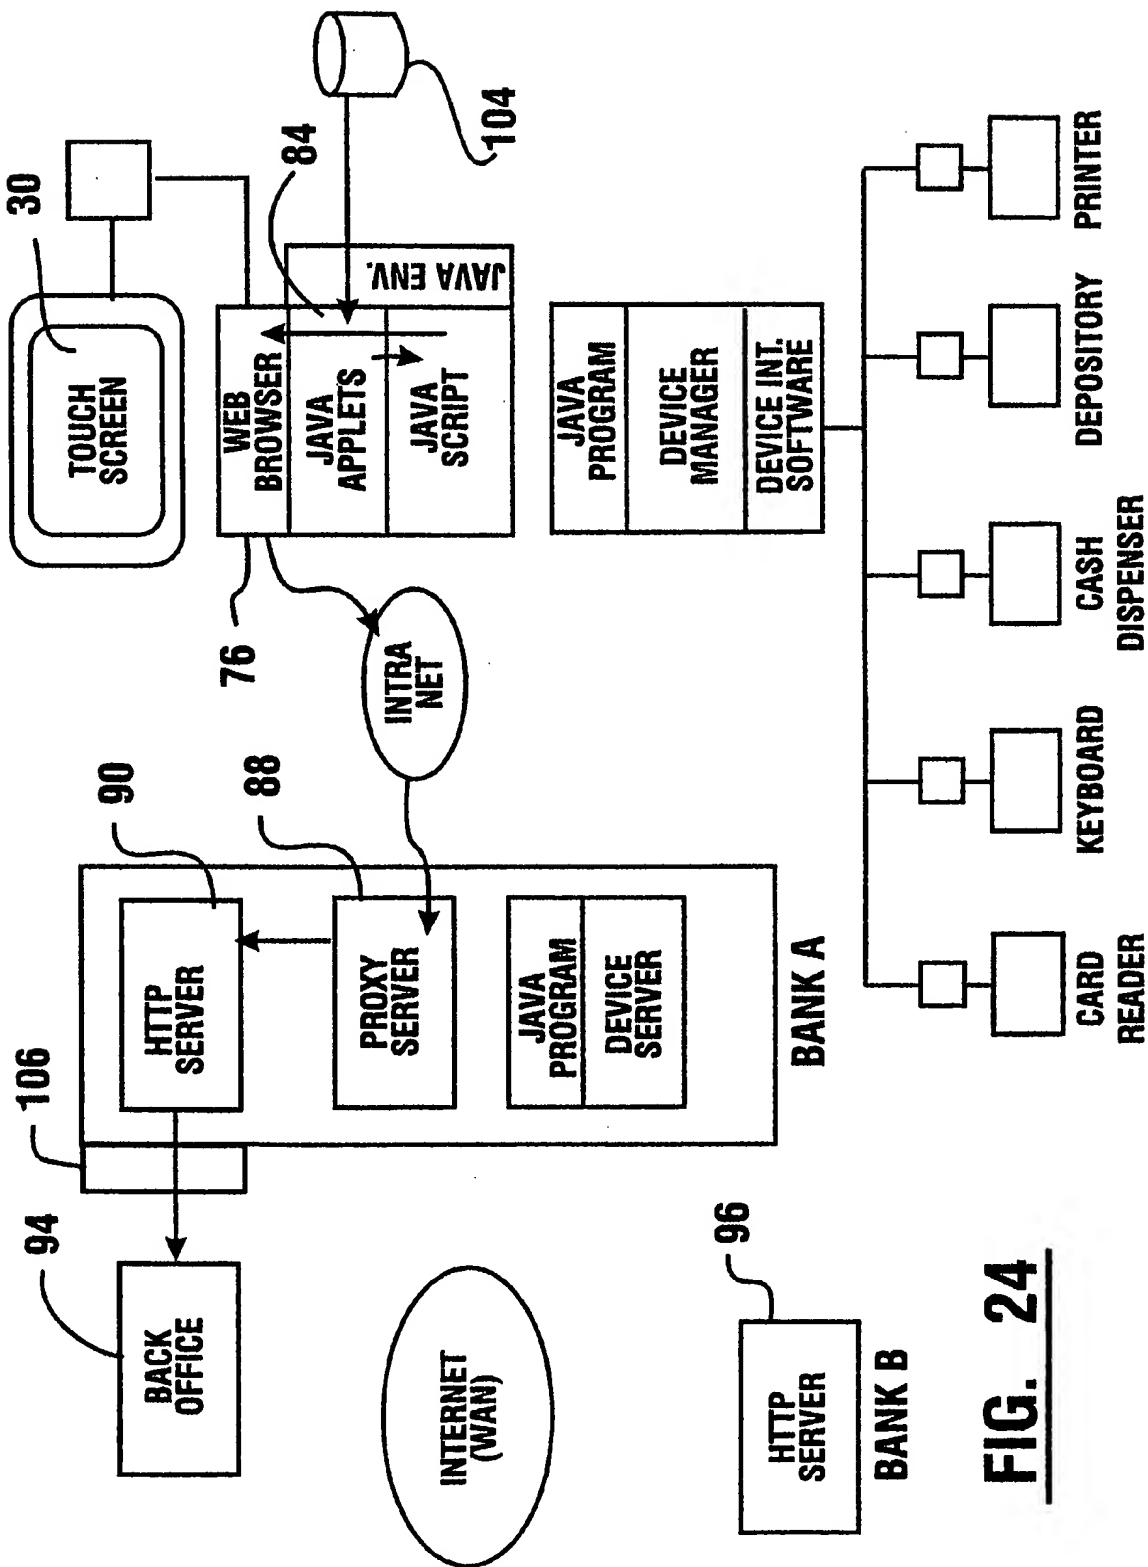 30
TOUCH
SCREEN
104
84
WEB
BROWSER
JAVA
APPLETS
JAVA
SCRIPT
JAVA ENV.
76
INTRA
NET
JAVA
PROGRAM
DEVICE
MANAGER
DEVICE INT.
SOFTWARE
90
HTTP
SERVER
88
PROXY
SERVER
JAVA
PROGRAM
DEVICE
SERVER
BANK A
106
94
BACK
OFFICE
INTERNET
(WAN)
96
HTTP
SERVER
BANK B
CARD
READER
KEYBOARD
CASH
DISPENSER
DEPOSITORY
PRINTER
FIG. 24